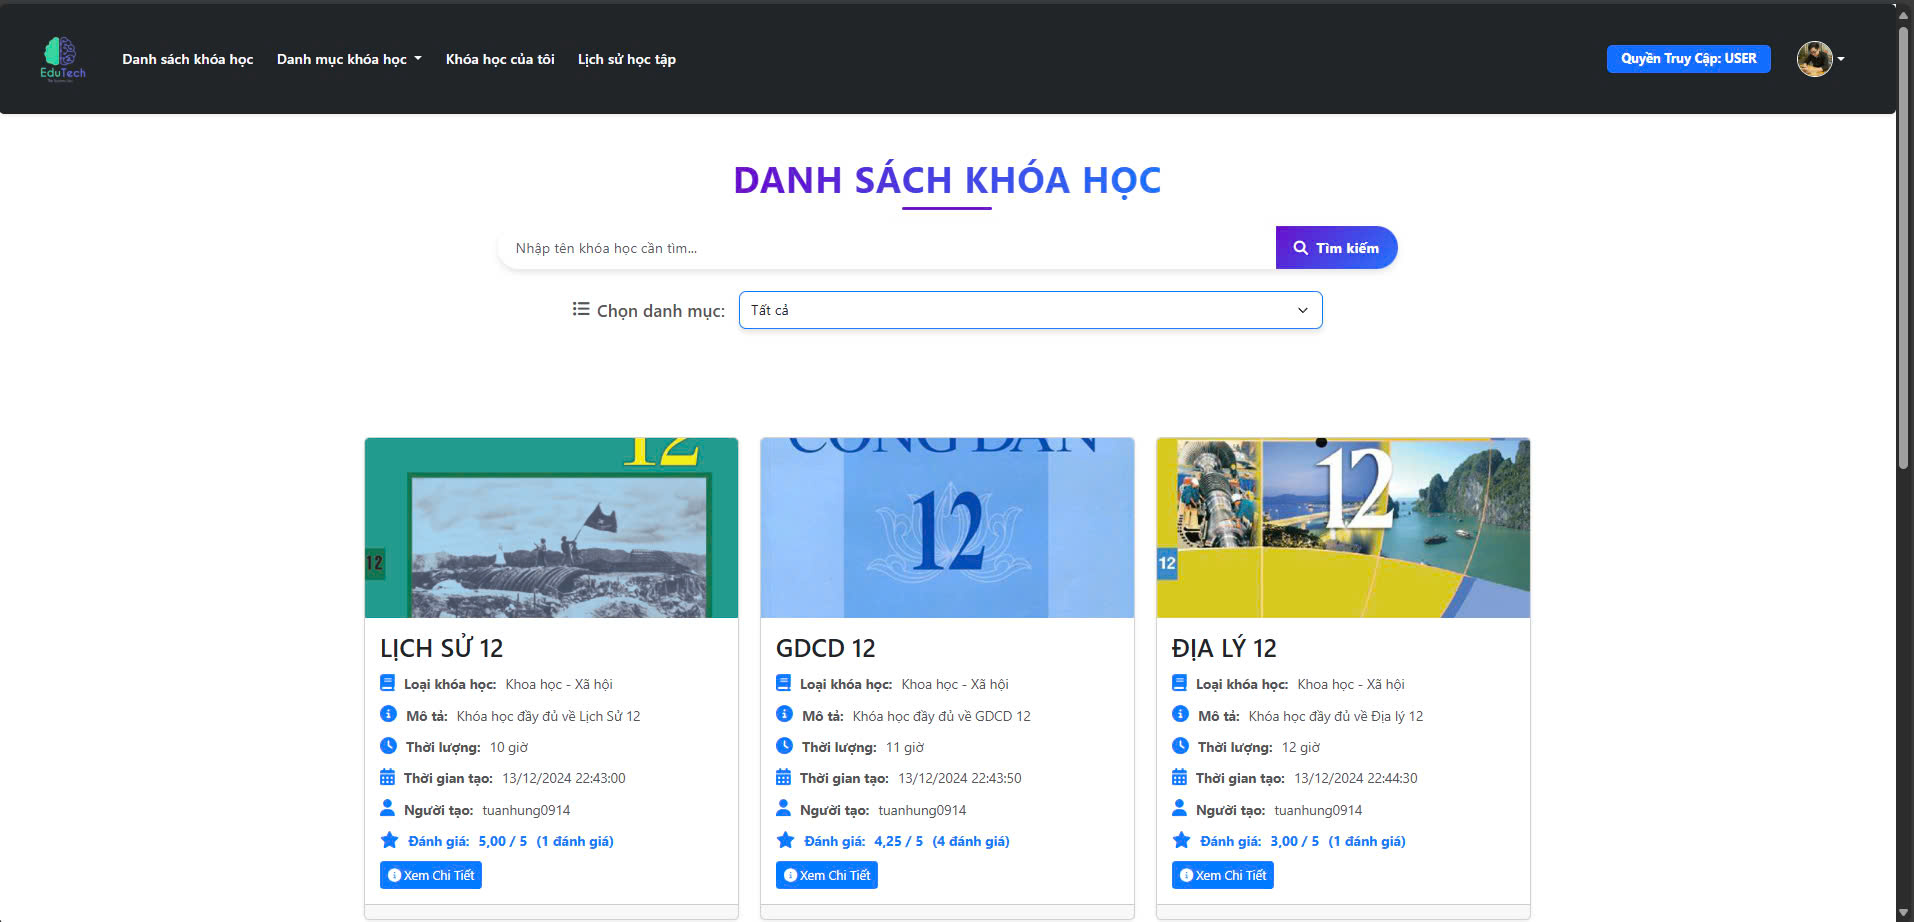 EduTech
Danh sách khóa học
Danh mục khóa học
Khóa học của tôi
Lịch sử học tập
Quyền Truy Cập: USER
DANH SÁCH KHÓA HỌC
Nhập tên khóa học cần tìm...
Tìm kiếm
Chọn danh mục:
Tất cả
12
12
LỊCH SỬ 12
Loại khóa học: Khoa học - Xã hội
Mô tả: Khóa học đầy đủ về Lịch Sử 12
Thời lượng: 10 giờ
Thời gian tạo: 13/12/2024 22:43:00
Người tạo: tuanhung0914
Đánh giá: 5,00 / 5 (1 đánh giá)
Xem Chi Tiết
CÔNG DÂN
12
GDCD 12
Loại khóa học: Khoa học - Xã hội
Mô tả: Khóa học đầy đủ về GDCD 12
Thời lượng: 11 giờ
Thời gian tạo: 13/12/2024 22:43:50
Người tạo: tuanhung0914
Đánh giá: 4,25 / 5 (4 đánh giá)
Xem Chi Tiết
12
12
ĐỊA LÝ 12
Loại khóa học: Khoa học - Xã hội
Mô tả: Khóa học đầy đủ về Địa lý 12
Thời lượng: 12 giờ
Thời gian tạo: 13/12/2024 22:44:30
Người tạo: tuanhung0914
Đánh giá: 3,00 / 5 (1 đánh giá)
Xem Chi Tiết